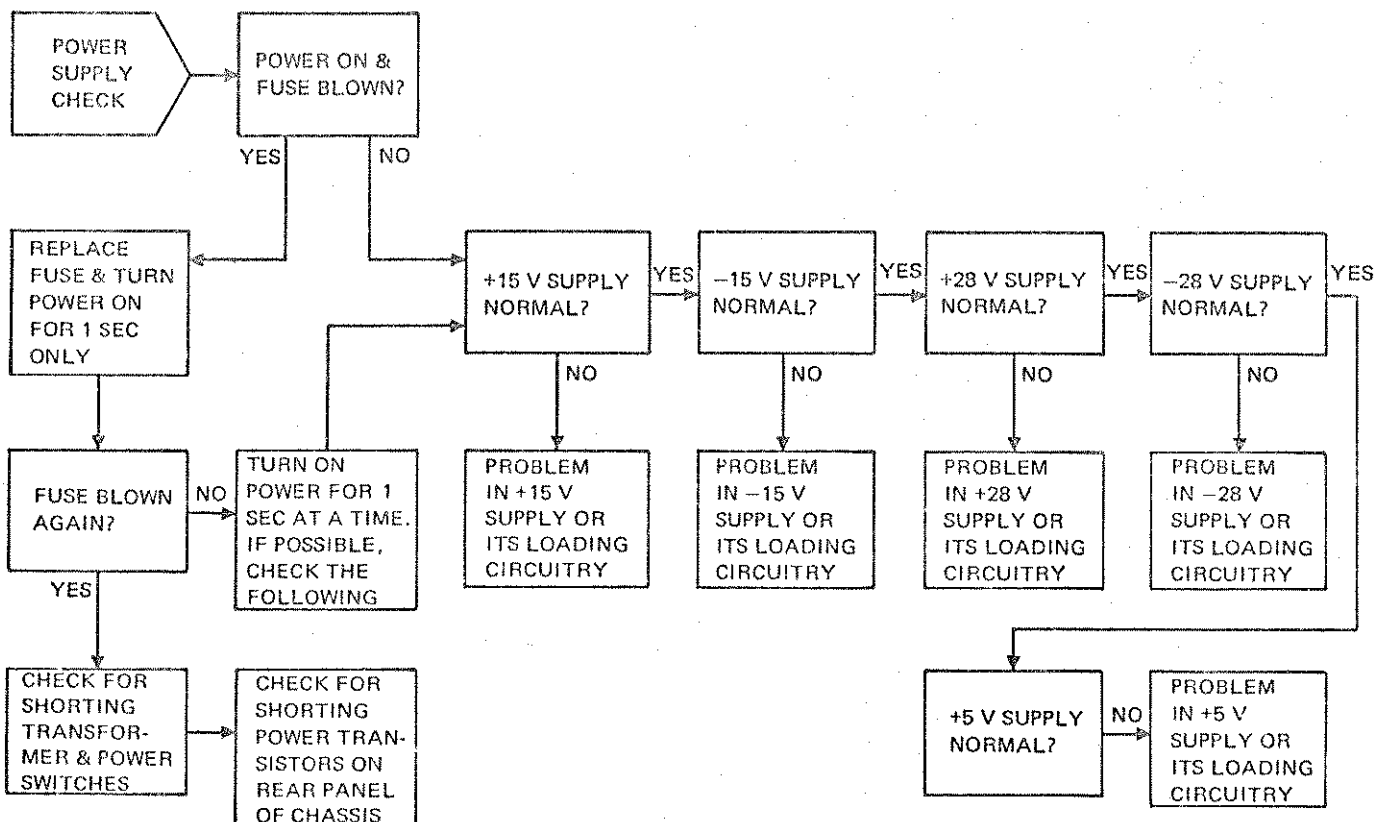 POWER
SUPPLY
CHECK
POWER ON &
FUSE BLOWN?
YES
NO
REPLACE
FUSE & TURN
POWER ON
FOR 1 SEC
ONLY
+15 V SUPPLY
NORMAL?
YES
−15 V SUPPLY
NORMAL?
YES
+28 V SUPPLY
NORMAL?
YES
−28 V SUPPLY
NORMAL?
YES
NO
NO
NO
NO
FUSE BLOWN
AGAIN?
NO
YES
TURN ON
POWER FOR 1
SEC AT A TIME.
IF POSSIBLE,
CHECK THE
FOLLOWING
PROBLEM
IN +15 V
SUPPLY OR
ITS LOADING
CIRCUITRY
PROBLEM
IN −15 V
SUPPLY OR
ITS LOADING
CIRCUITRY
PROBLEM
IN +28 V
SUPPLY OR
ITS LOADING
CIRCUITRY
PROBLEM
IN −28 V
SUPPLY OR
ITS LOADING
CIRCUITRY
CHECK FOR
SHORTING
TRANSFOR-
MER & POWER
SWITCHES
CHECK FOR
SHORTING
POWER TRAN-
SISTORS ON
REAR PANEL
OF CHASSIS
+5 V SUPPLY
NORMAL?
NO
PROBLEM
IN +5 V
SUPPLY OR
ITS LOADING
CIRCUITRY